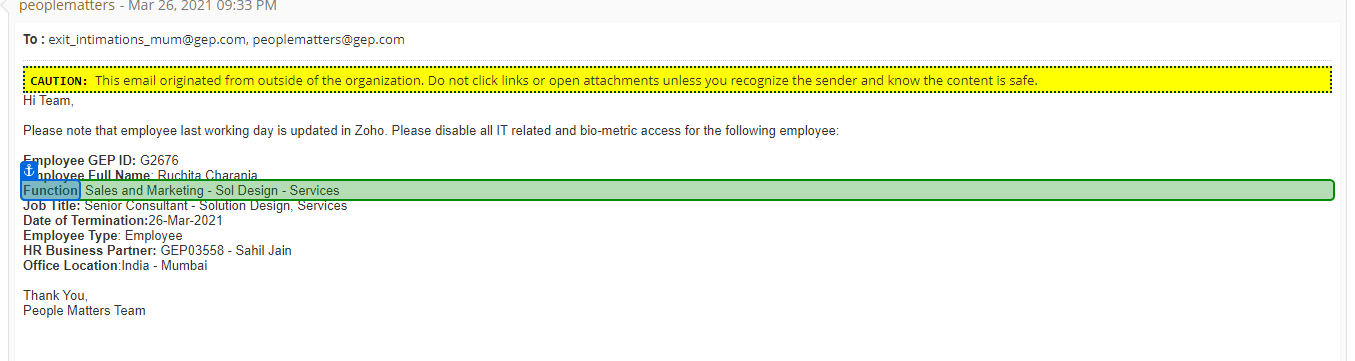 peoplematters - Mar 26, 2021 09:33 PM
To : exit_intimations_mum@gep.com, peoplematters@gep.com
CAUTION: This email originated from outside of the organization. Do not click links or open attachments unless you recognize the sender and know the content is safe.
Hi Team,
Please note that employee last working day is updated in Zoho. Please disable all IT related and bio-metric access for the following employee:
Employee GEP ID: G2676
Employee Full Name: Ruchita Charania
Function: Sales and Marketing - Sol Design - Services
Job Title: Senior Consultant - Solution Design, Services
Date of Termination:26-Mar-2021
Employee Type: Employee
HR Business Partner: GEP03558 - Sahil Jain
Office Location:India - Mumbai
Thank You,
People Matters Team